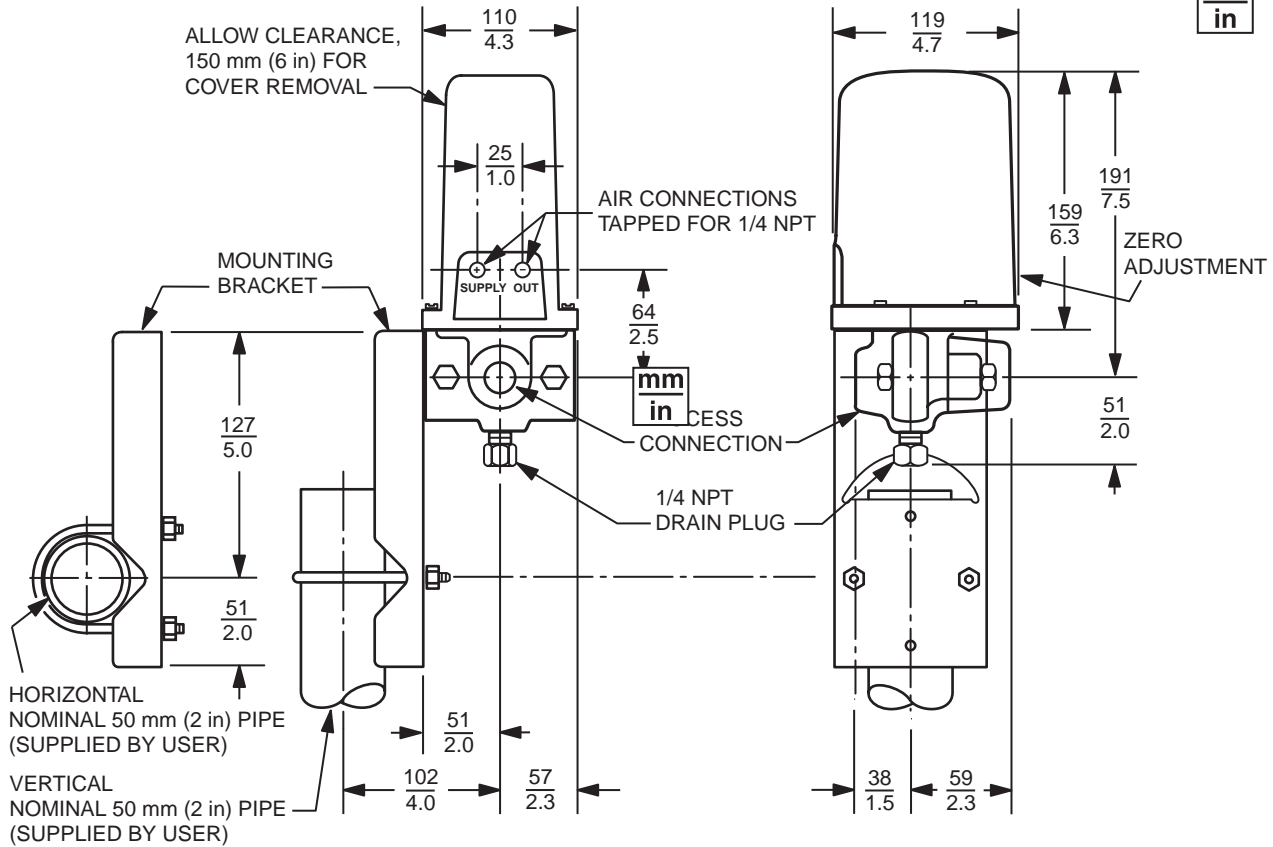 mm
in
110
4.3
119
4.7
ALLOW CLEARANCE,
150 mm (6 in) FOR
COVER REMOVAL
25
1.0
191
7.5
159
6.3
AIR CONNECTIONS
TAPPED FOR 1/4 NPT
ZERO
ADJUSTMENT
MOUNTING
BRACKET
SUPPLY OUT
64
2.5
mm
in
CESS
CONNECTION
127
5.0
51
2.0
1/4 NPT
DRAIN PLUG
51
2.0
HORIZONTAL
NOMINAL 50 mm (2 in) PIPE
(SUPPLIED BY USER)
51
2.0
VERTICAL
NOMINAL 50 mm (2 in) PIPE
(SUPPLIED BY USER)
102
4.0
57
2.3
38
1.5
59
2.3